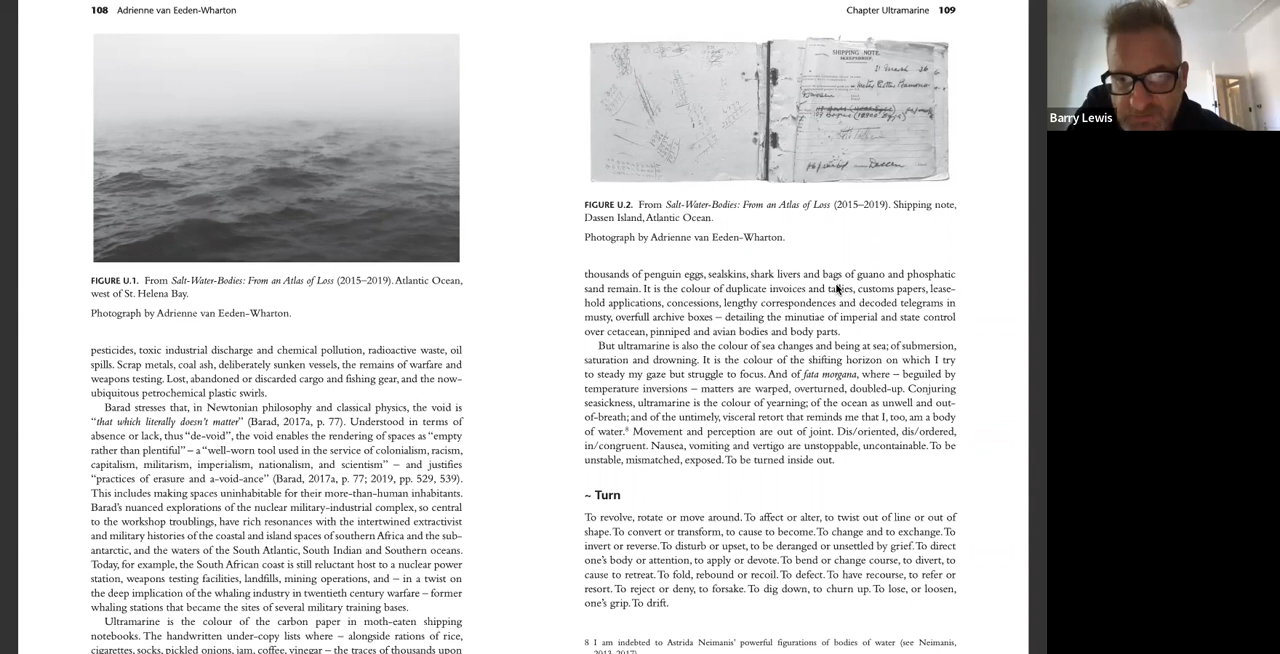 108 Adrienne van Eeden-Wharton
FIGURE U.1. From Salt-Water-Bodies: From an Atlas of Loss (2015–2019). Atlantic Ocean,
west of St. Helena Bay.
Photograph by Adrienne van Eeden-Wharton.
pesticides, toxic industrial discharge and chemical pollution, radioactive waste, oil
spills. Scrap metals, coal ash, deliberately sunken vessels, the remains of warfare and
weapons testing. Lost, abandoned or discarded cargo and fishing gear, and the now-
ubiquitous petrochemical plastic swirls.
Barad stresses that, in Newtonian philosophy and classical physics, the void is
“that which literally doesn’t matter” (Barad, 2017a, p. 77). Understood in terms of
absence or lack, thus “de-void”, the void enables the rendering of spaces as “empty
rather than plentiful” – a “well-worn tool used in the service of colonialism, racism,
capitalism, militarism, imperialism, nationalism, and scientism” – and justifies
“practices of erasure and a-void-ance” (Barad, 2017a, p. 77; 2019, pp. 529, 539).
This includes making spaces uninhabitable for their more-than-human inhabitants.
Barad’s nuanced explorations of the nuclear military-industrial complex, so central
to the workshop troublings, have rich resonances with the intertwined extractivist
and military histories of the coastal and island spaces of southern Africa and the sub-
antarctic, and the waters of the South Atlantic, South Indian and Southern oceans.
Today, for example, the South African coast is still reluctant host to a nuclear power
station, weapons testing facilities, landfills, mining operations, and – in a twist on
the deep implication of the whaling industry in twentieth century warfare – former
whaling stations that became the sites of several military training bases.
Ultramarine is the colour of the carbon paper in moth-eaten shipping
notebooks. The handwritten under-copy lists where – alongside rations of rice,
cigarettes, socks, pickled onions, jam, coffee, vinegar – the traces of thousands upon
Chapter Ultramarine 109
SHIPPING NOTE.
SKEEPSBRIEF.
March 36
Dassen
FIGURE U.2. From Salt-Water-Bodies: From an Atlas of Loss (2015–2019). Shipping note,
Dassen Island, Atlantic Ocean.
Photograph by Adrienne van Eeden-Wharton.
thousands of penguin eggs, sealskins, shark livers and bags of guano and phosphatic
sand remain. It is the colour of duplicate invoices and tallies, customs papers, lease-
hold applications, concessions, lengthy correspondences and decoded telegrams in
musty, overfull archive boxes – detailing the minutiae of imperial and state control
over cetacean, pinniped and avian bodies and body parts.
But ultramarine is also the colour of sea changes and being at sea; of submersion,
saturation and drowning. It is the colour of the shifting horizon on which I try
to steady my gaze but struggle to focus. And of fata morgana, where – beguiled by
temperature inversions – matters are warped, overturned, doubled-up. Conjuring
seasickness, ultramarine is the colour of yearning; of the ocean as unwell and out-
of-breath; and of the untimely, visceral retort that reminds me that I, too, am a body
of water.8 Movement and perception are out of joint. Dis/oriented, dis/ordered,
in/congruent. Nausea, vomiting and vertigo are unstoppable, uncontainable. To be
unstable, mismatched, exposed. To be turned inside out.
~ Turn
To revolve, rotate or move around. To affect or alter, to twist out of line or out of
shape. To convert or transform, to cause to become. To change and to exchange. To
invert or reverse. To disturb or upset, to be deranged or unsettled by grief. To direct
one’s body or attention, to apply or devote. To bend or change course, to divert, to
cause to retreat. To fold, rebound or recoil. To defect. To have recourse, to refer or
resort. To reject or deny, to forsake. To dig down, to churn up. To lose, or loosen,
one’s grip. To drift.
8 I am indebted to Astrida Neimanis’ powerful figurations of bodies of water (see Neimanis,
2013, 2017).
Barry Lewis